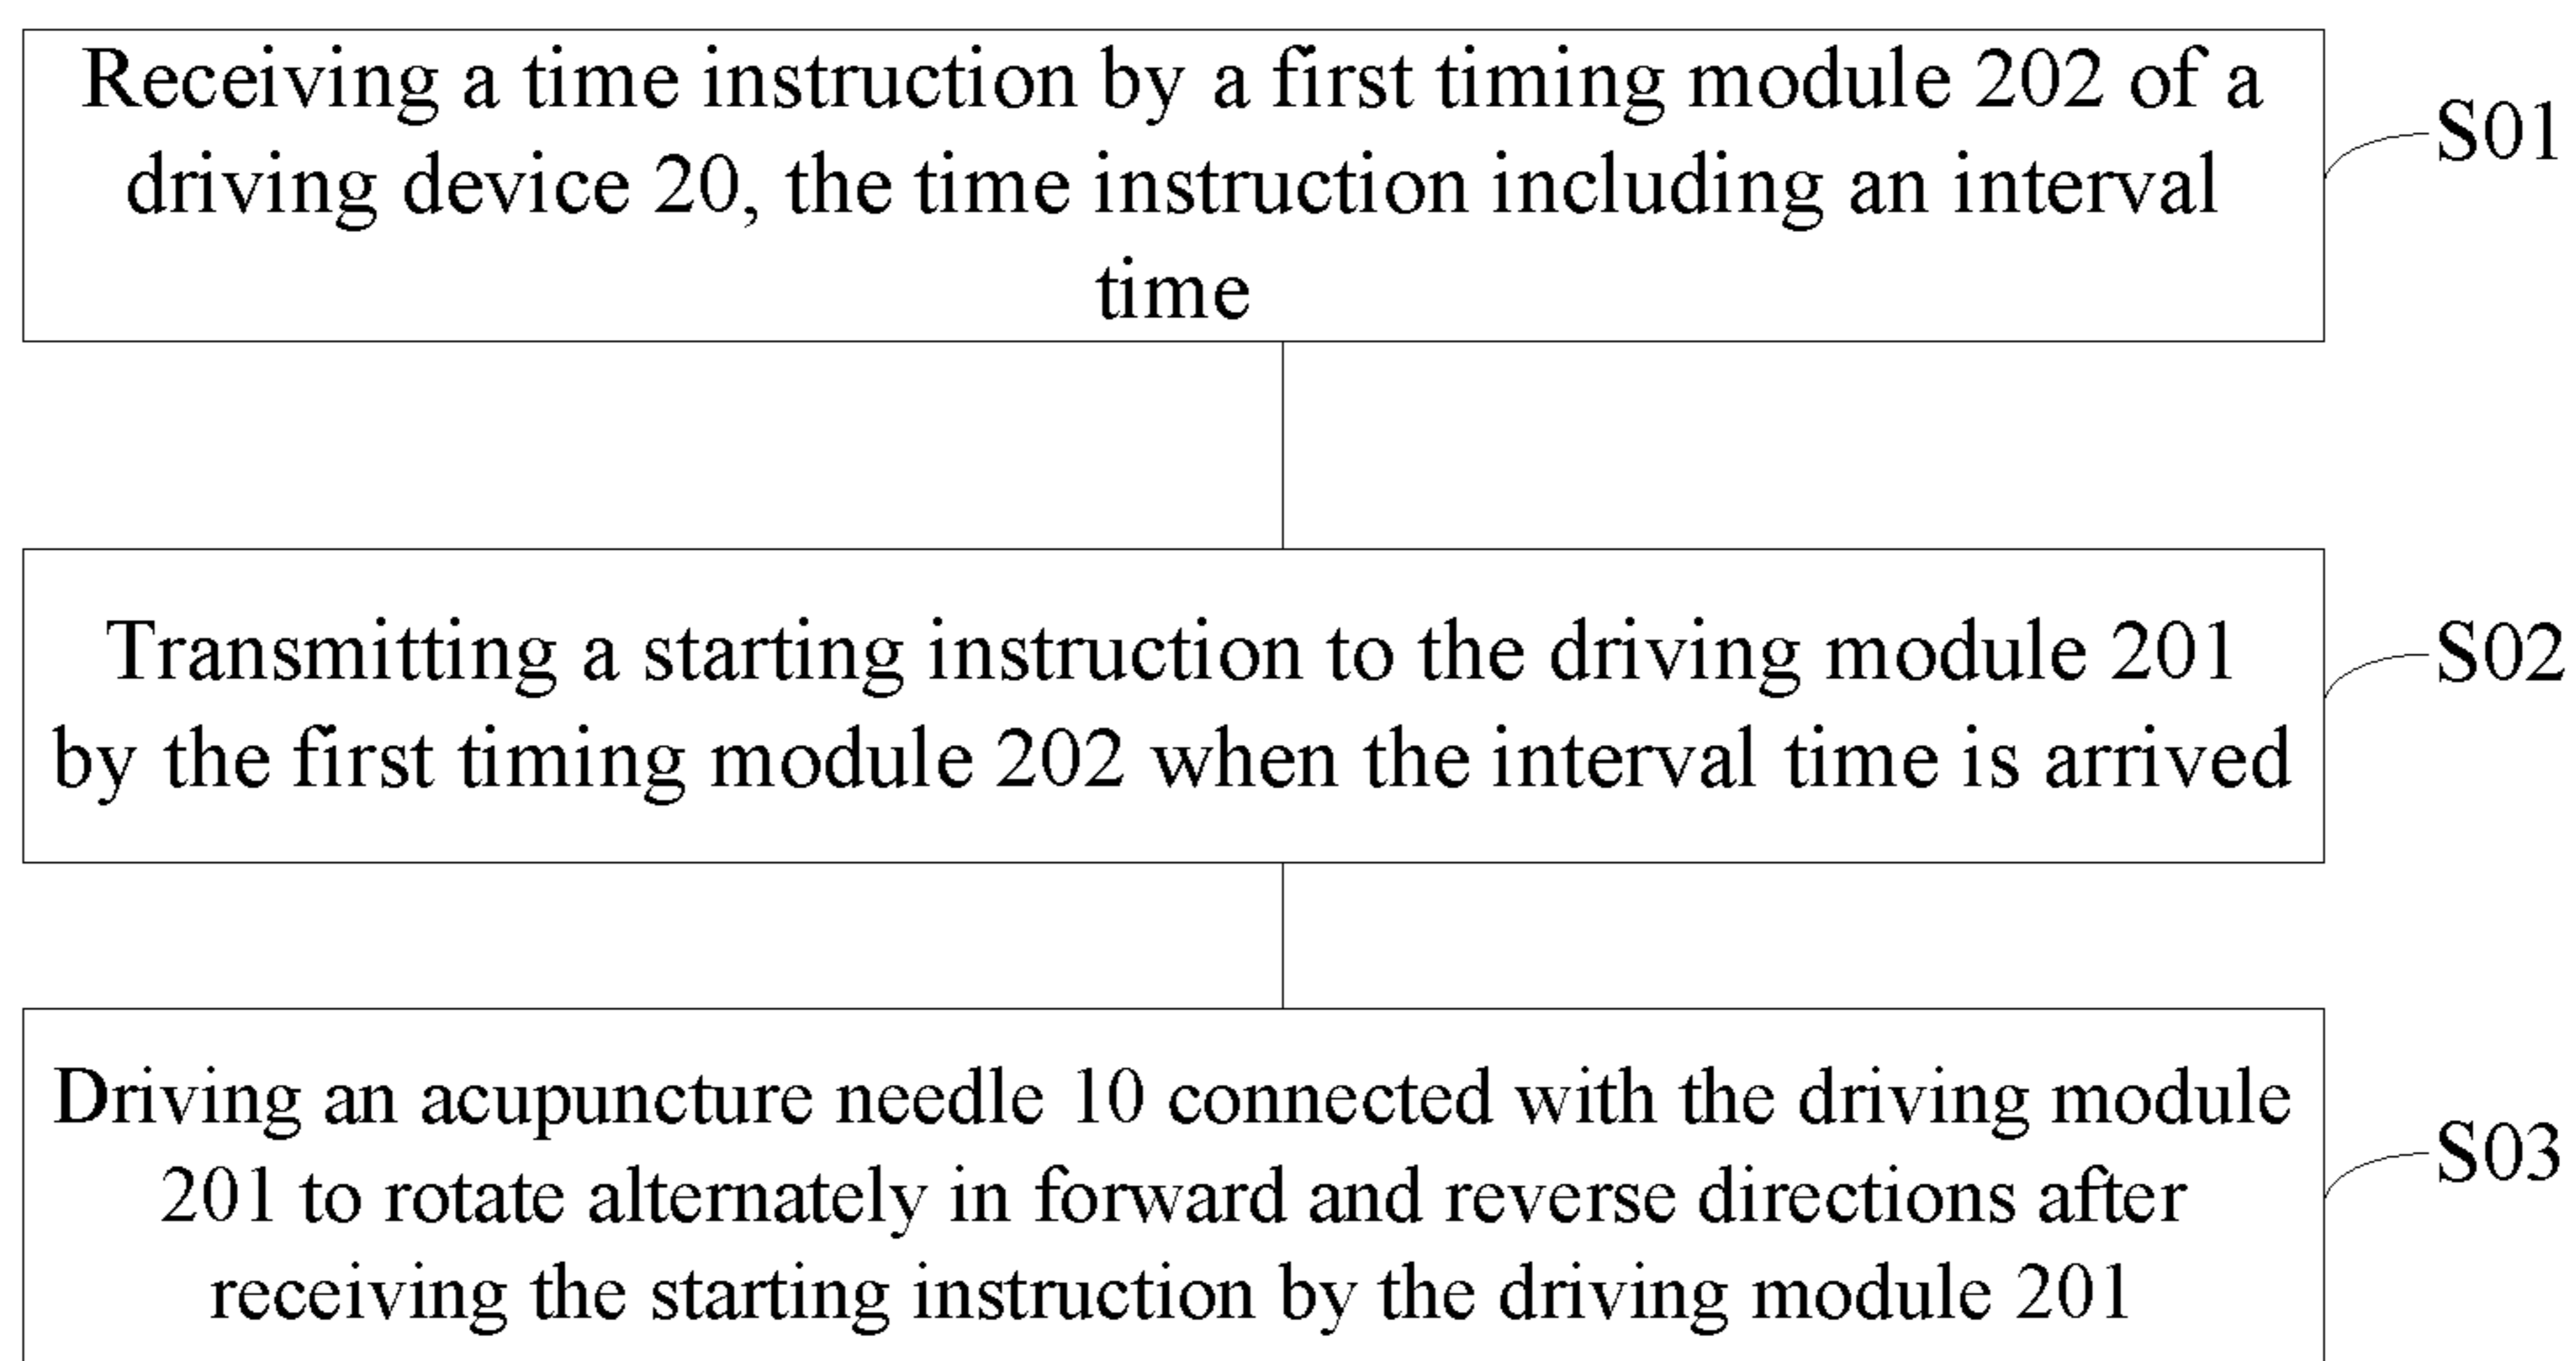 Receiving a time instruction by a first timing module 202 of a
driving device 20, the time instruction including an interval
time
S01
Transmitting a starting instruction to the driving module 201
by the first timing module 202 when the interval time is arrived
S02
Driving an acupuncture needle 10 connected with the driving module
201 to rotate alternately in forward and reverse directions after
receiving the starting instruction by the driving module 201
S03